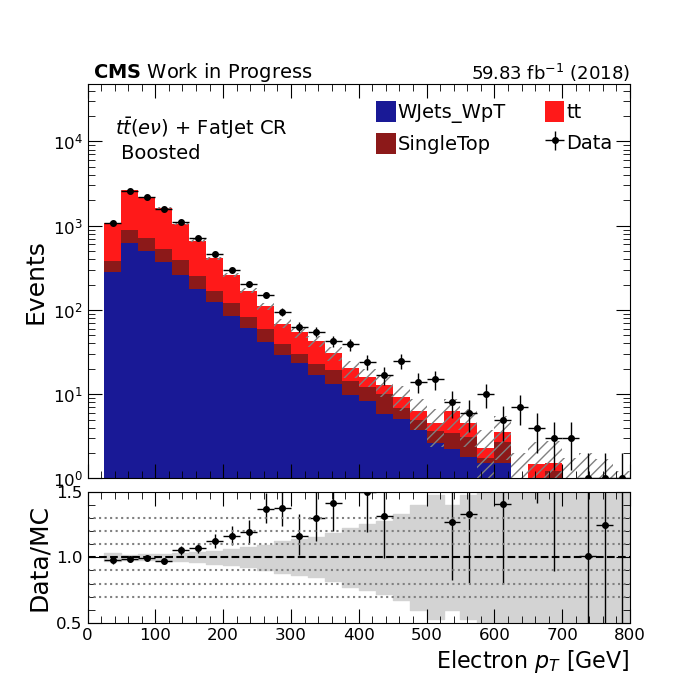 CMS Work in Progress 59.83 fb⁻¹ (2018)
tt̄(eν) + FatJet CR
Boosted
WJets_WpT tt
SingleTop Data
Events
10⁴
10³
10²
10¹
10⁰
Data/MC
1.5
1.0
0.5
0 100 200 300 400 500 600 700 800
Electron p_T [GeV]